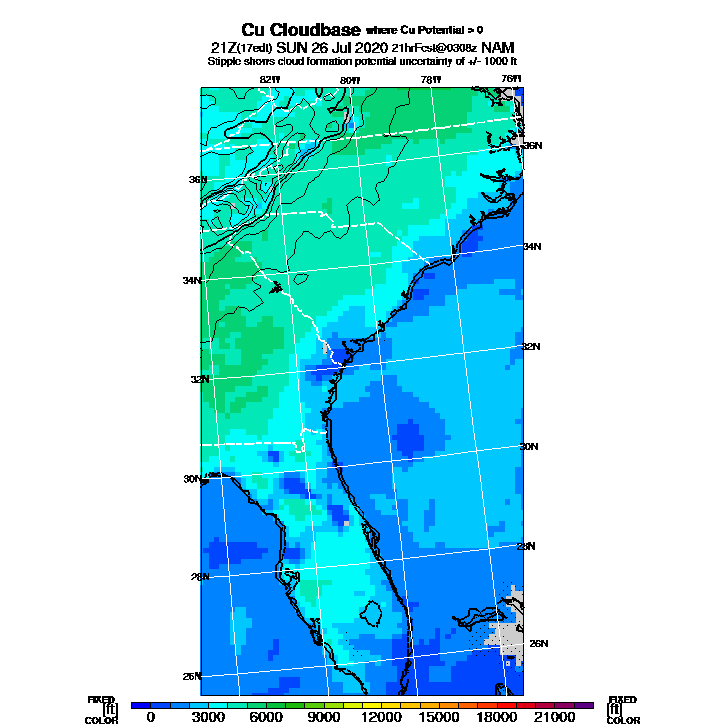 Cu Cloudbase where Cu Potential > 0
21Z(17edt) SUN 26 Jul 2020 21hrFcst@0308z NAM
Stipple shows cloud formation potential uncertainty of +/- 1000 ft
82W 80W 78W 76W
36N
36N
34N
34N
32N
32N
30N
30N
28N
28N
26N
26N
FIXED FIXED
[ft] [ft]
COLOR 0 3000 6000 9000 12000 15000 18000 21000 COLOR